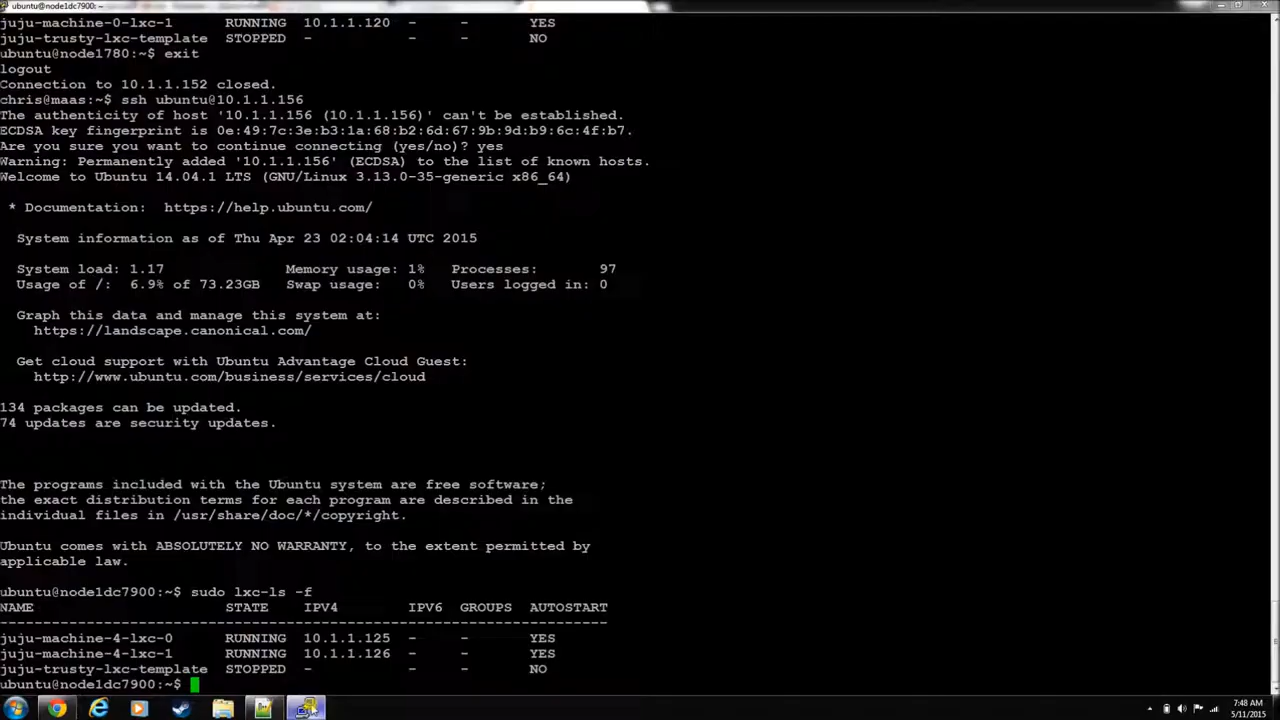 ubuntu@node1dc7900: ~
juju-machine-0-lxc-1      RUNNING  10.1.1.120  -     -       YES
juju-trusty-lxc-template  STOPPED  -           -     -       NO
ubuntu@node1780:~$ exit
logout
Connection to 10.1.1.152 closed.
chris@maas:~$ ssh ubuntu@10.1.1.156
The authenticity of host '10.1.1.156 (10.1.1.156)' can't be established.
ECDSA key fingerprint is 0e:49:7c:3e:b3:1a:68:b2:6d:67:9b:9d:b9:6c:4f:b7.
Are you sure you want to continue connecting (yes/no)? yes
Warning: Permanently added '10.1.1.156' (ECDSA) to the list of known hosts.
Welcome to Ubuntu 14.04.1 LTS (GNU/Linux 3.13.0-35-generic x86_64)
* Documentation:  https://help.ubuntu.com/
System information as of Thu Apr 23 02:04:14 UTC 2015
System load: 1.17              Memory usage: 1%   Processes:       97
Usage of /:  6.9% of 73.23GB   Swap usage:   0%   Users logged in: 0
Graph this data and manage this system at:
https://landscape.canonical.com/
Get cloud support with Ubuntu Advantage Cloud Guest:
http://www.ubuntu.com/business/services/cloud
134 packages can be updated.
74 updates are security updates.
The programs included with the Ubuntu system are free software;
the exact distribution terms for each program are described in the
individual files in /usr/share/doc/*/copyright.
Ubuntu comes with ABSOLUTELY NO WARRANTY, to the extent permitted by
applicable law.
ubuntu@node1dc7900:~$ sudo lxc-ls -f
NAME                      STATE    IPV4        IPV6  GROUPS  AUTOSTART
----------------------------------------------------------------------
juju-machine-4-lxc-0      RUNNING  10.1.1.125  -     -       YES
juju-machine-4-lxc-1      RUNNING  10.1.1.126  -     -       YES
juju-trusty-lxc-template  STOPPED  -           -     -       NO
ubuntu@node1dc7900:~$
7:48 AM
5/11/2015